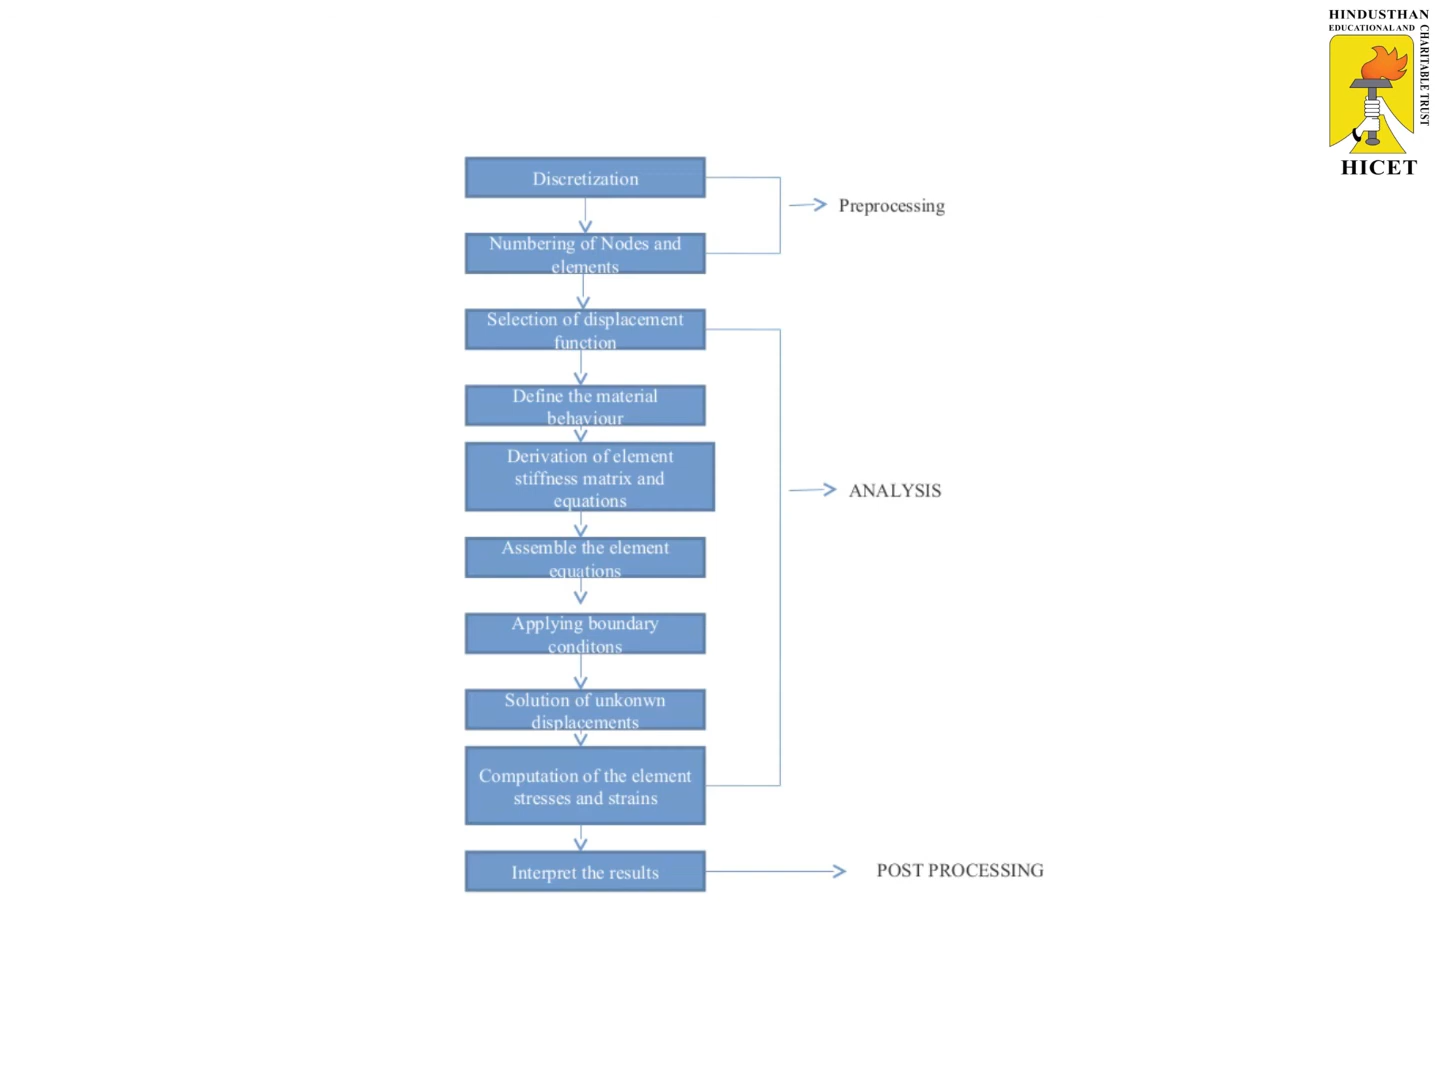 HINDUSTHAN
EDUCATIONAL AND
CHARITABLE TRUST
HICET
Discretization
Preprocessing
Numbering of Nodes and
elements
Selection of displacement
function
Define the material
behaviour
Derivation of element
stiffness matrix and
equations
ANALYSIS
Assemble the element
equations
Applying boundary
conditons
Solution of unkonwn
displacements
Computation of the element
stresses and strains
Interpret the results
POST PROCESSING